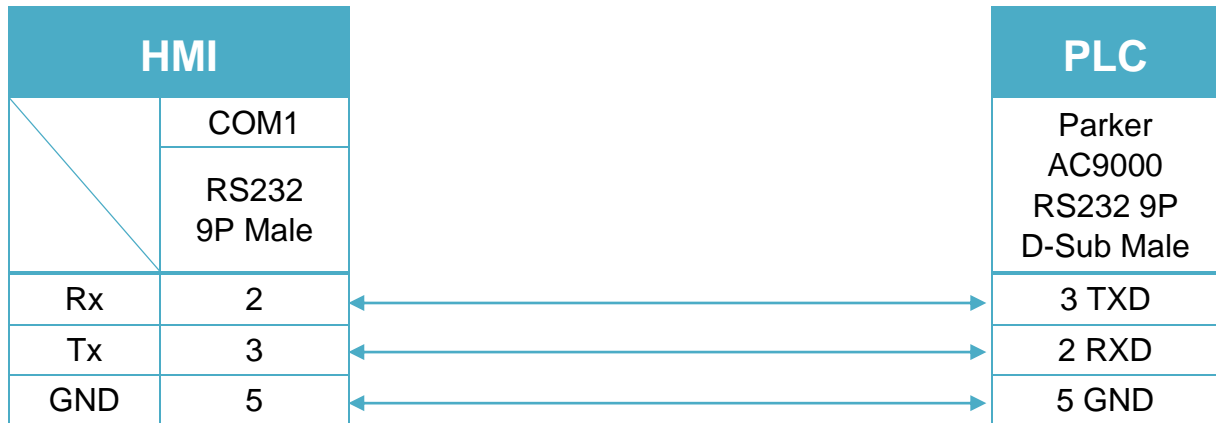 HMI
PLC
COM1
RS232
9P Male
Parker
AC9000
RS232 9P
D-Sub Male
Rx 2 3 TXD
Tx 3 2 RXD
GND 5 5 GND